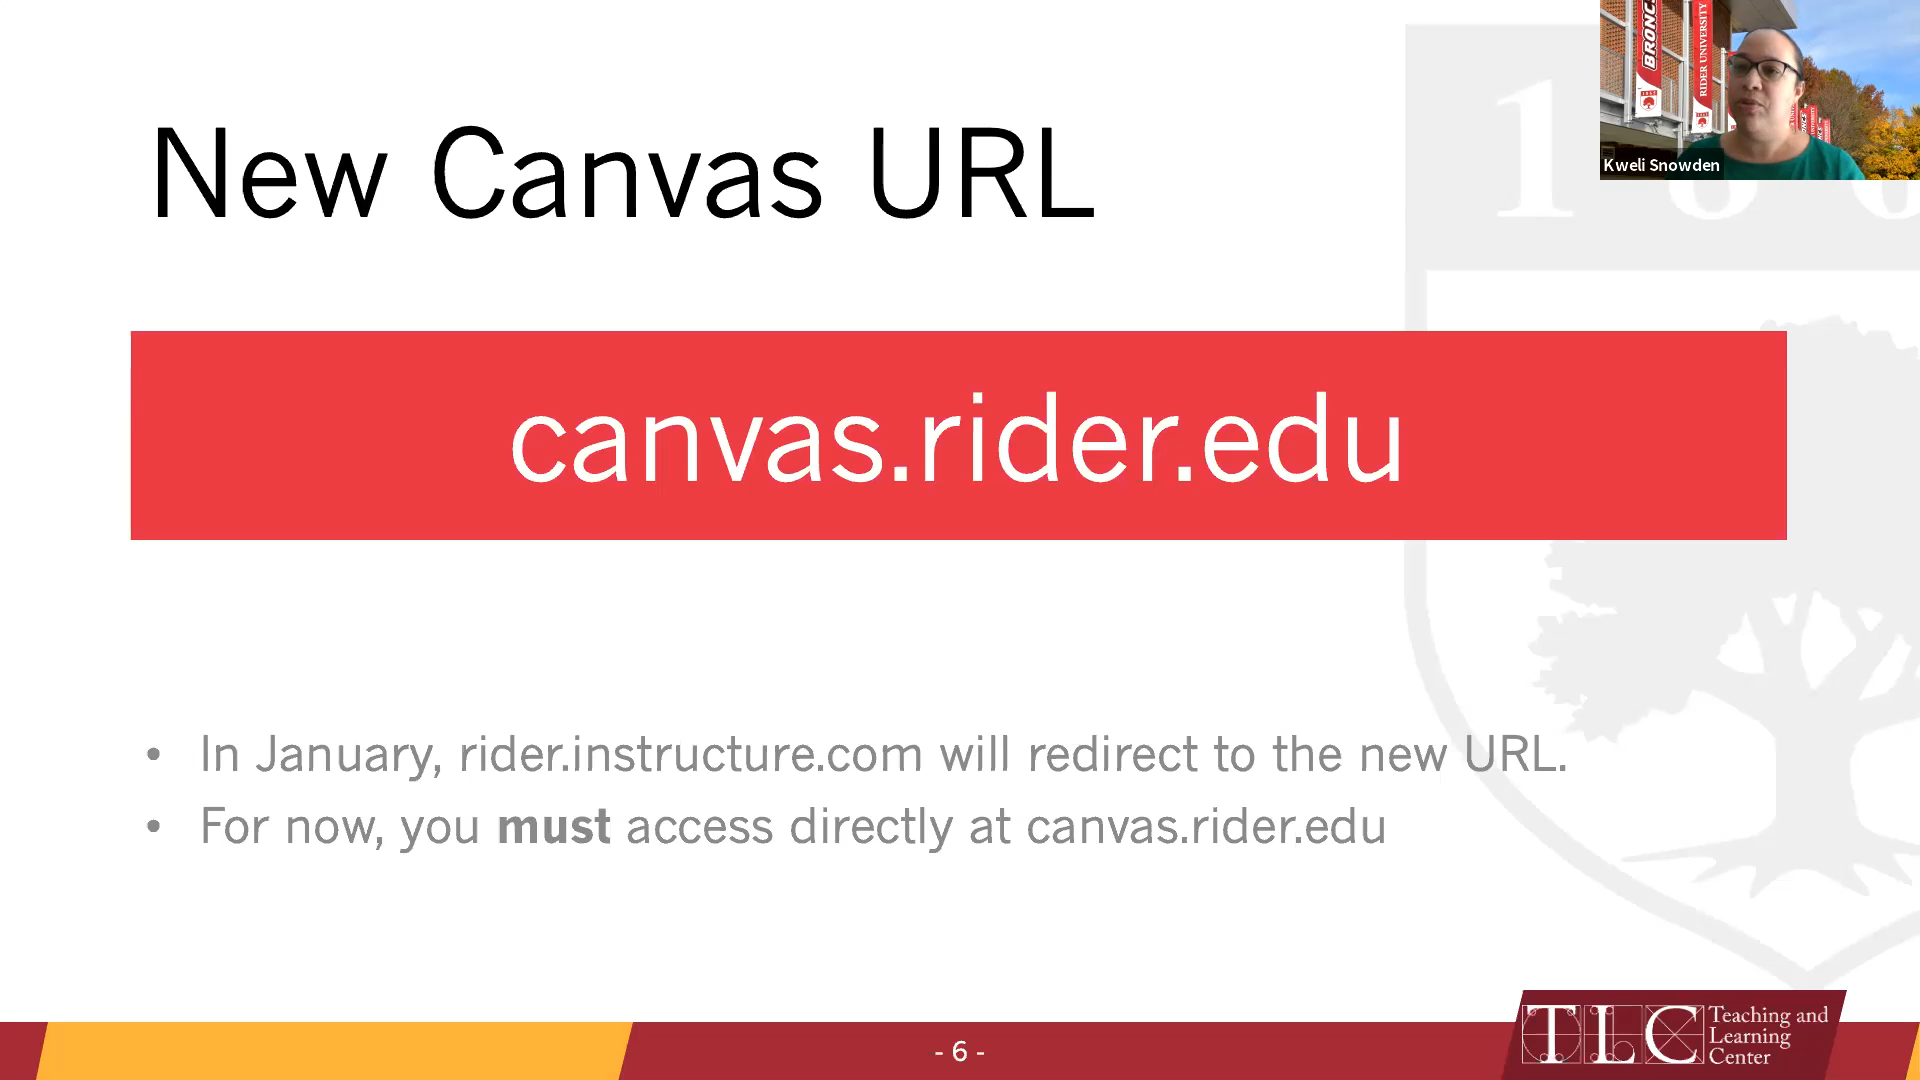 New Canvas URL
canvas.rider.edu
• In January, rider.instructure.com will redirect to the new URL.
• For now, you must access directly at canvas.rider.edu
- 6 -
TLC
Teaching and
Learning
Center
BRONCS
RIDER UNIVERSITY
Kweli Snowden